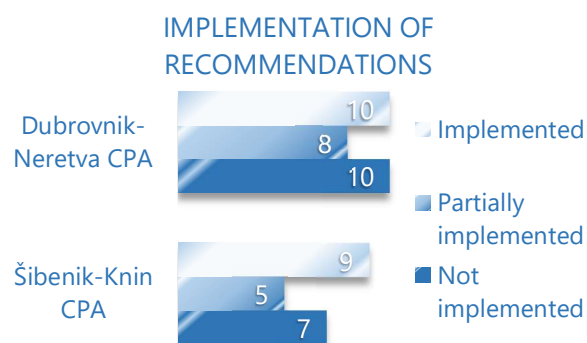 IMPLEMENTATION OF
RECOMMENDATIONS
Dubrovnik-
Neretva CPA
10
8
10
Implemented
Partially
implemented
Not
implemented
Šibenik-Knin
CPA
9
5
7